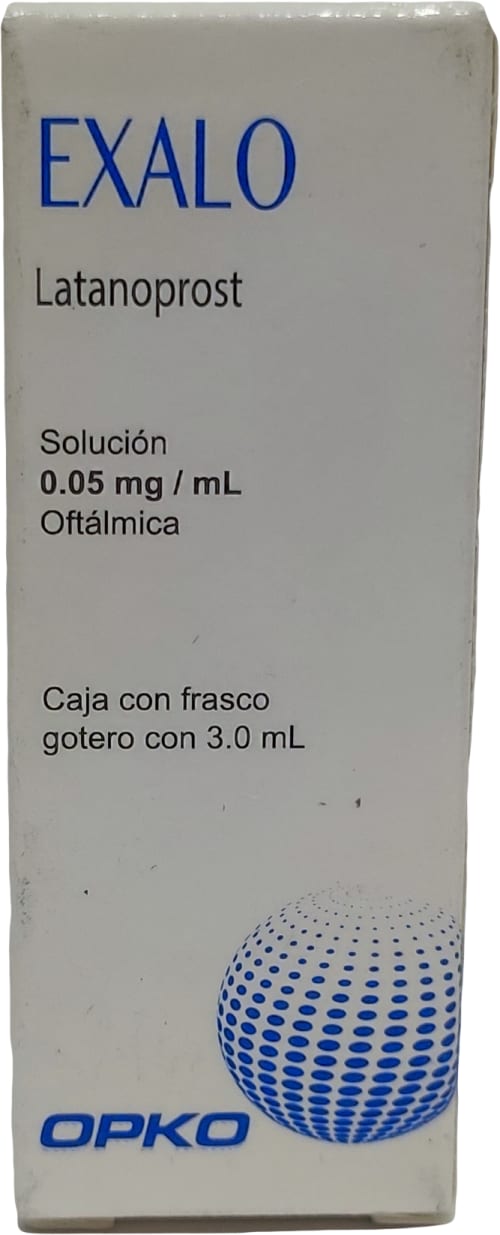 EXALO
Latanoprost
Solución
0.05 mg / mL
Oftálmica
Caja con frasco
gotero con 3.0 mL
OPKO